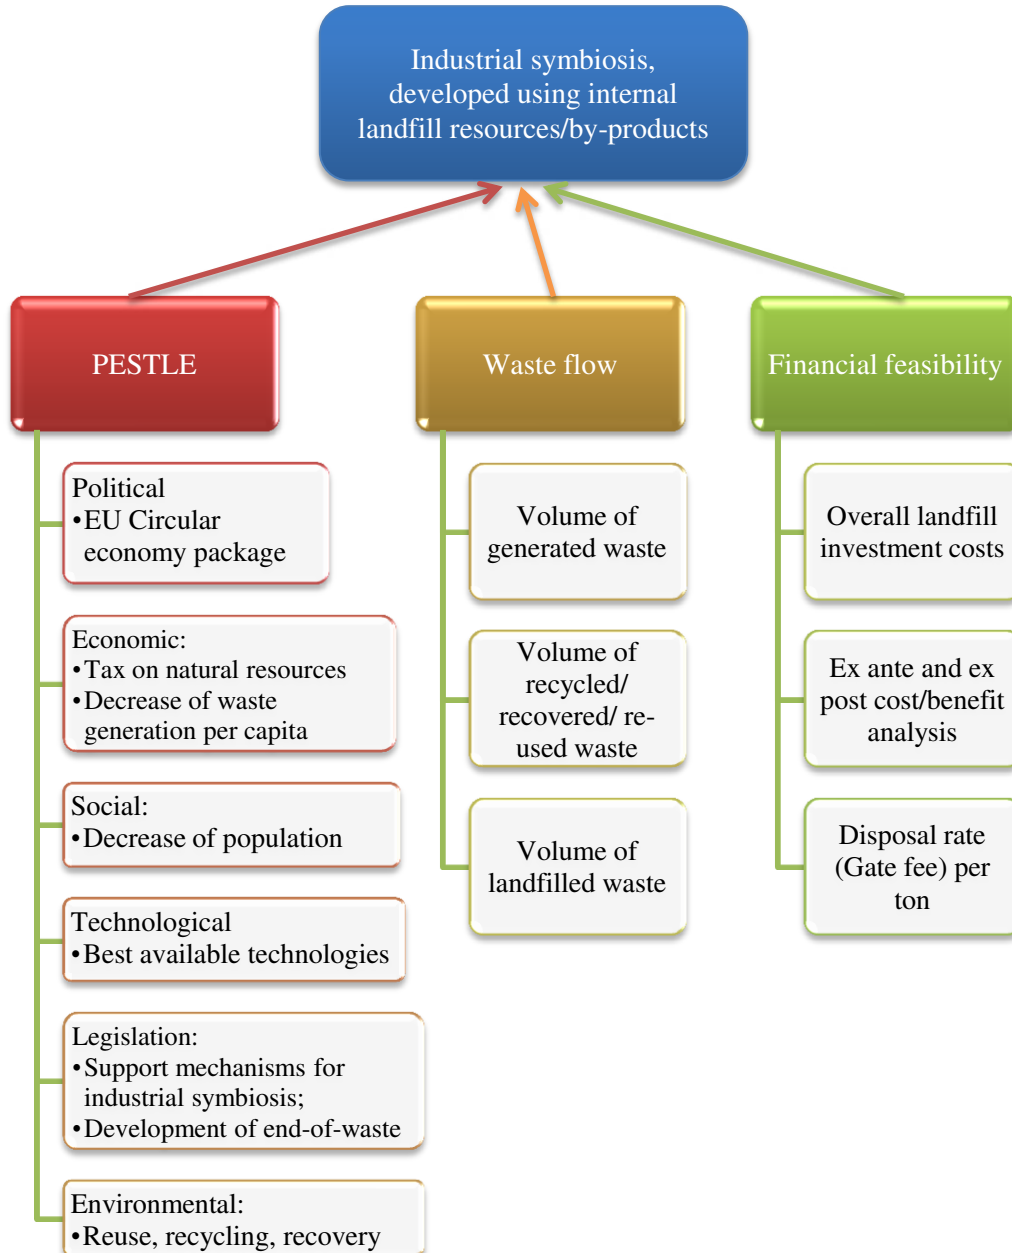 Industrial symbiosis,
developed using internal
landfill resources/by-products
PESTLE
Political
•EU Circular
economy package
Economic:
•Tax on natural resources
•Decrease of waste
generation per capita
Social:
•Decrease of population
Technological
•Best available technologies
Legislation:
•Support mechanisms for
industrial symbiosis;
•Development of end-of-waste
Environmental:
•Reuse, recycling, recovery
Waste flow
Volume of
generated waste
Volume of
recycled/
recovered/ re-
used waste
Volume of
landfilled waste
Financial feasibility
Overall landfill
investment costs
Ex ante and ex
post cost/benefit
analysis
Disposal rate
(Gate fee) per
ton